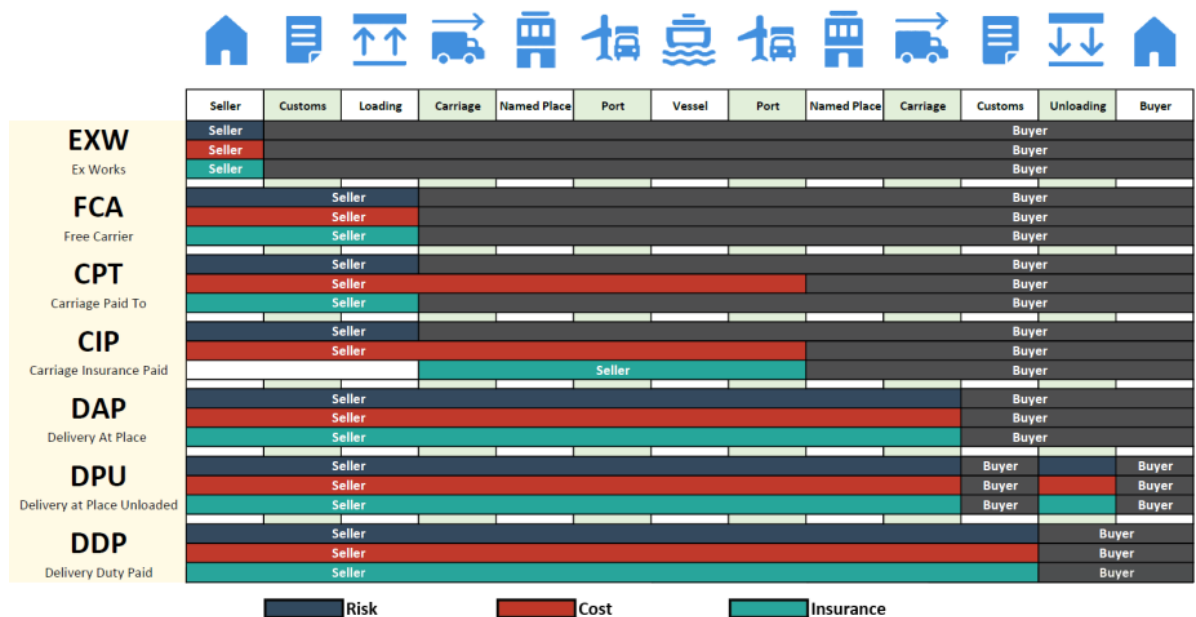 Seller Customs Loading Carriage Named Place Port Vessel Port Named Place Carriage Customs Unloading Buyer
EXW
Ex Works
Seller Buyer
Seller Buyer
Seller Buyer
FCA
Free Carrier
Seller Buyer
Seller Buyer
Seller Buyer
CPT
Carriage Paid To
Seller Buyer
Seller Buyer
Seller Buyer
CIP
Carriage Insurance Paid
Seller Buyer
Seller Buyer
Seller Buyer
DAP
Delivery At Place
Seller Buyer
Seller Buyer
Seller Buyer
DPU
Delivery at Place Unloaded
Seller Buyer Buyer
Seller Buyer Buyer
Seller Buyer Buyer
DDP
Delivery Duty Paid
Seller Buyer
Seller Buyer
Seller Buyer
Risk Cost Insurance